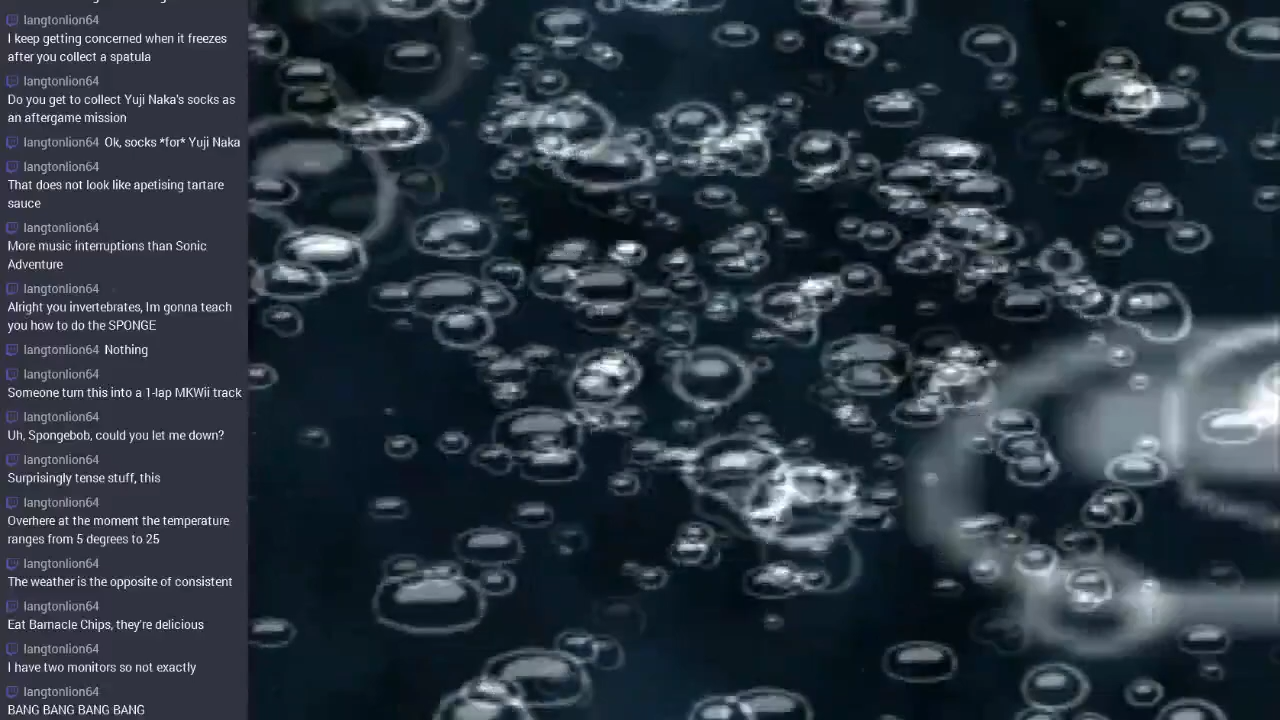 langtonlion64
I keep getting concerned when it freezes
after you collect a spatula
langtonlion64
Do you get to collect Yuji Naka's socks as
an aftergame mission
langtonlion64 Ok, socks *for* Yuji Naka
langtonlion64
That does not look like apetising tartare
sauce
langtonlion64
More music interruptions than Sonic
Adventure
langtonlion64
Alright you invertebrates, Im gonna teach
you how to do the SPONGE
langtonlion64 Nothing
langtonlion64
Someone turn this into a 1-lap MKWii track
langtonlion64
Uh, Spongebob, could you let me down?
langtonlion64
Surprisingly tense stuff, this
langtonlion64
Overhere at the moment the temperature
ranges from 5 degrees to 25
langtonlion64
The weather is the opposite of consistent
langtonlion64
Eat Barnacle Chips, they're delicious
langtonlion64
I have two monitors so not exactly
langtonlion64
BANG BANG BANG BANG